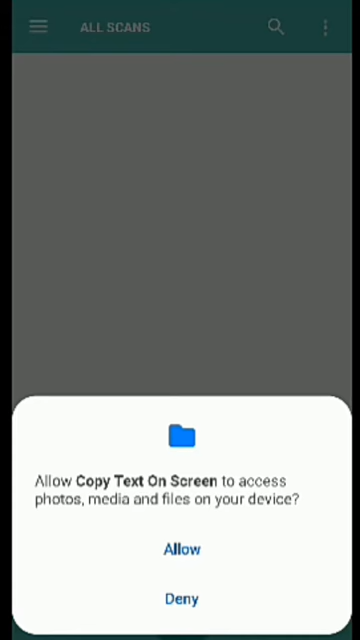 ALL SCANS
Allow Copy Text On Screen to access
photos, media and files on your device?
Allow
Deny